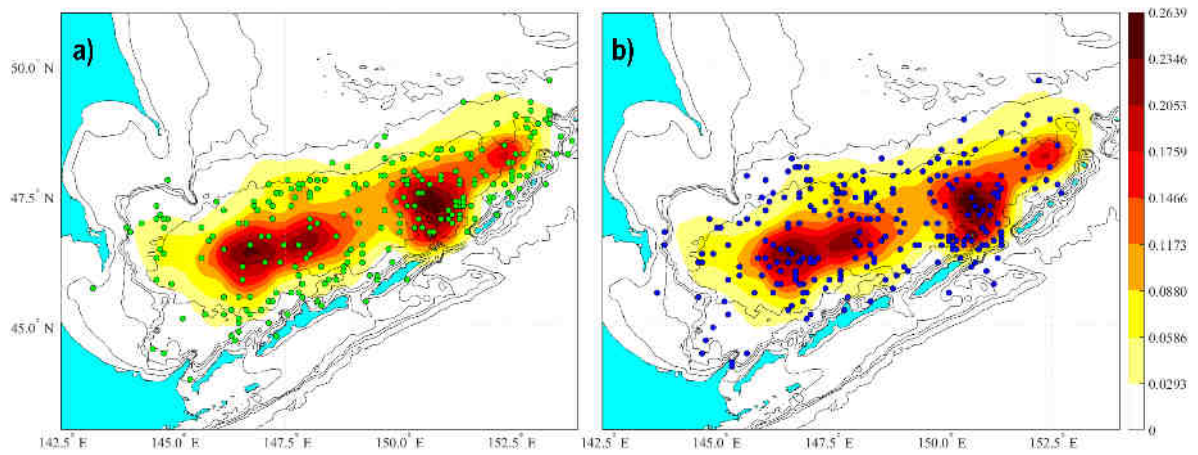 a)
b)
50.0° N
47.5° N
45.0° N
142.5° E
145.0° E
147.5° E
150.0° E
152.5° E
142.5° E
145.0° E
147.5° E
150.0° E
152.5° E
0.2639
0.2346
0.2053
0.1759
0.1466
0.1173
0.0880
0.0586
0.0293
0